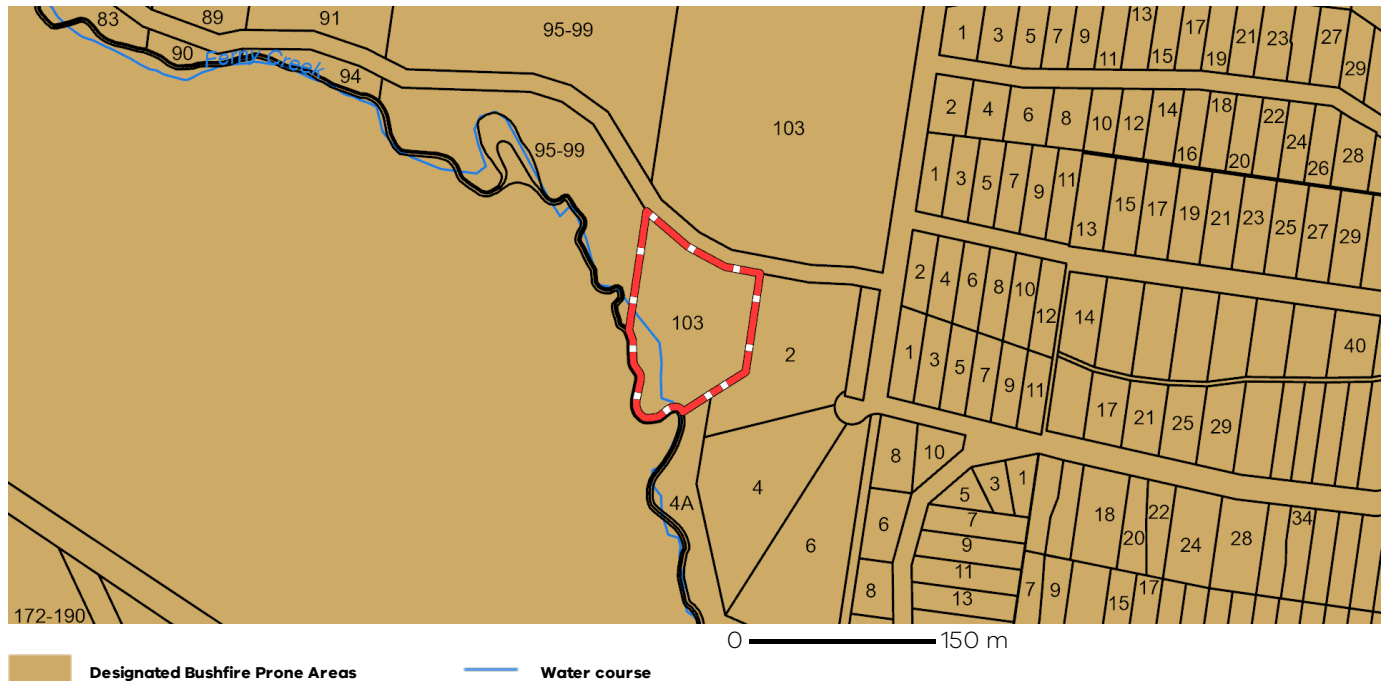 83
89
91
95-99
90
Ferny Creek
94
95-99
103
103
2
4
4A
6
172-190
1 3 5 7 9 11 13 15 17 19 21 23 27 29
2 4 6 8 10 12 14 16 18 20 22 24 26 28
1 3 5 7 9 11 13 15 17 19 21 23 25 27 29
2 4 6 8 10 12 14 40
1 3 5 7 9 11 17 21 25 29
8 10
5 3 1
18 20 22 24 28 34
6
7
9
11
13
8
7 9 15 17
0 150 m
Designated Bushfire Prone Areas
Water course